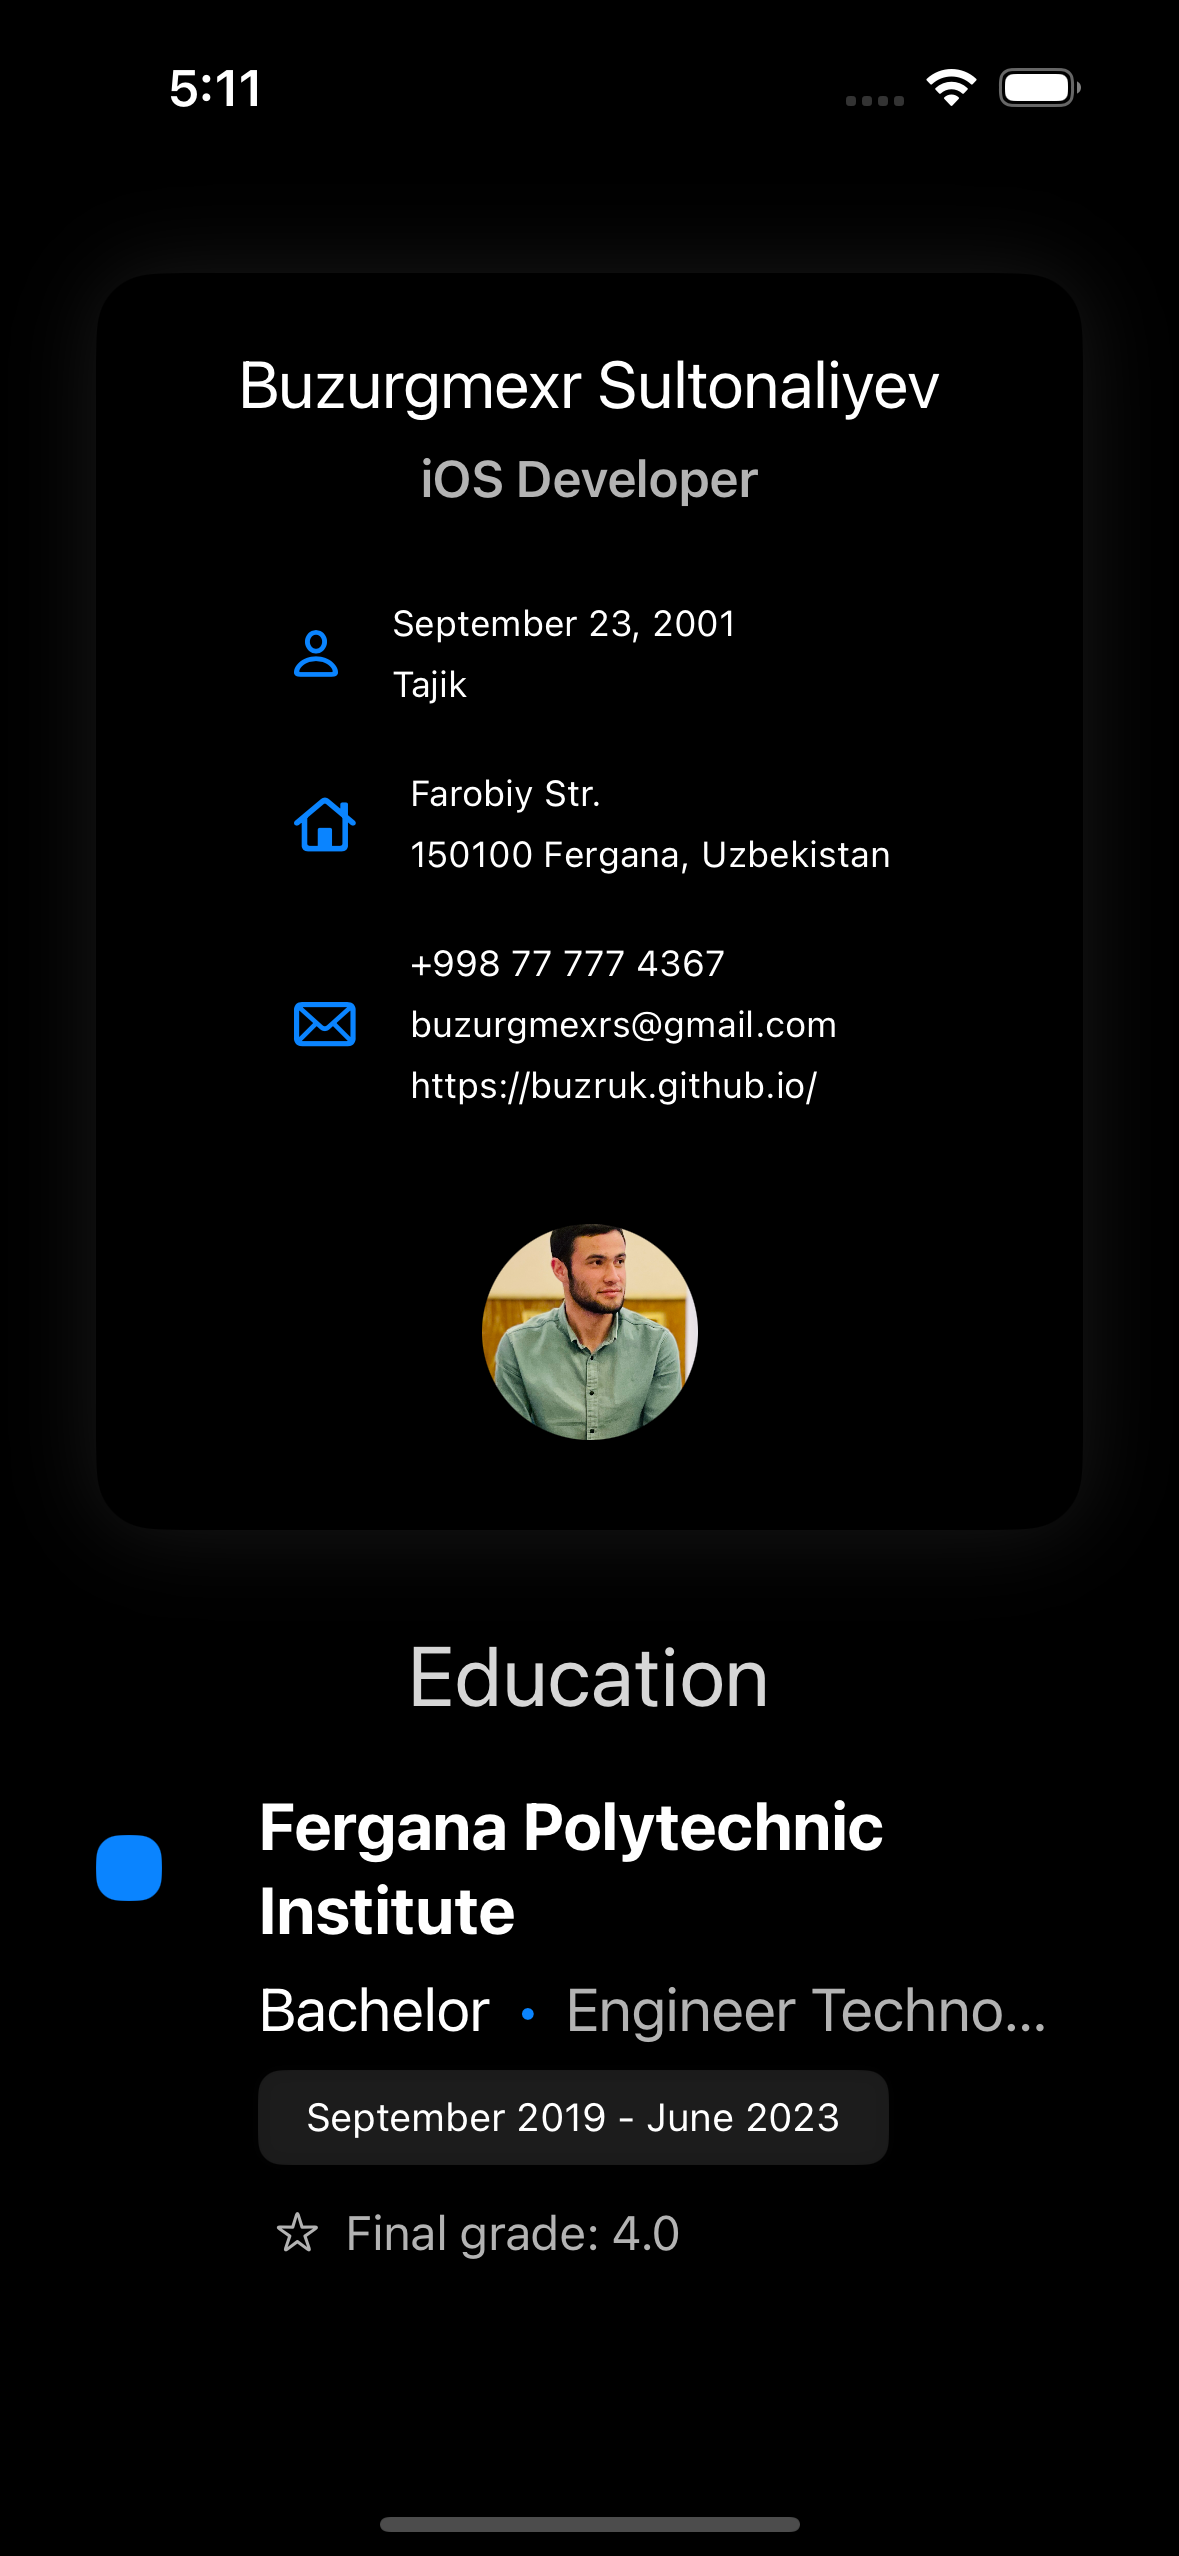 5:11
Buzurgmexr Sultonaliyev
iOS Developer
September 23, 2001
Tajik
Farobiy Str.
150100 Fergana, Uzbekistan
+998 77 777 4367
buzurgmexrs@gmail.com
https://buzruk.github.io/
Education
Fergana Polytechnic
Institute
Bachelor • Engineer Techno...
September 2019 - June 2023
Final grade: 4.0